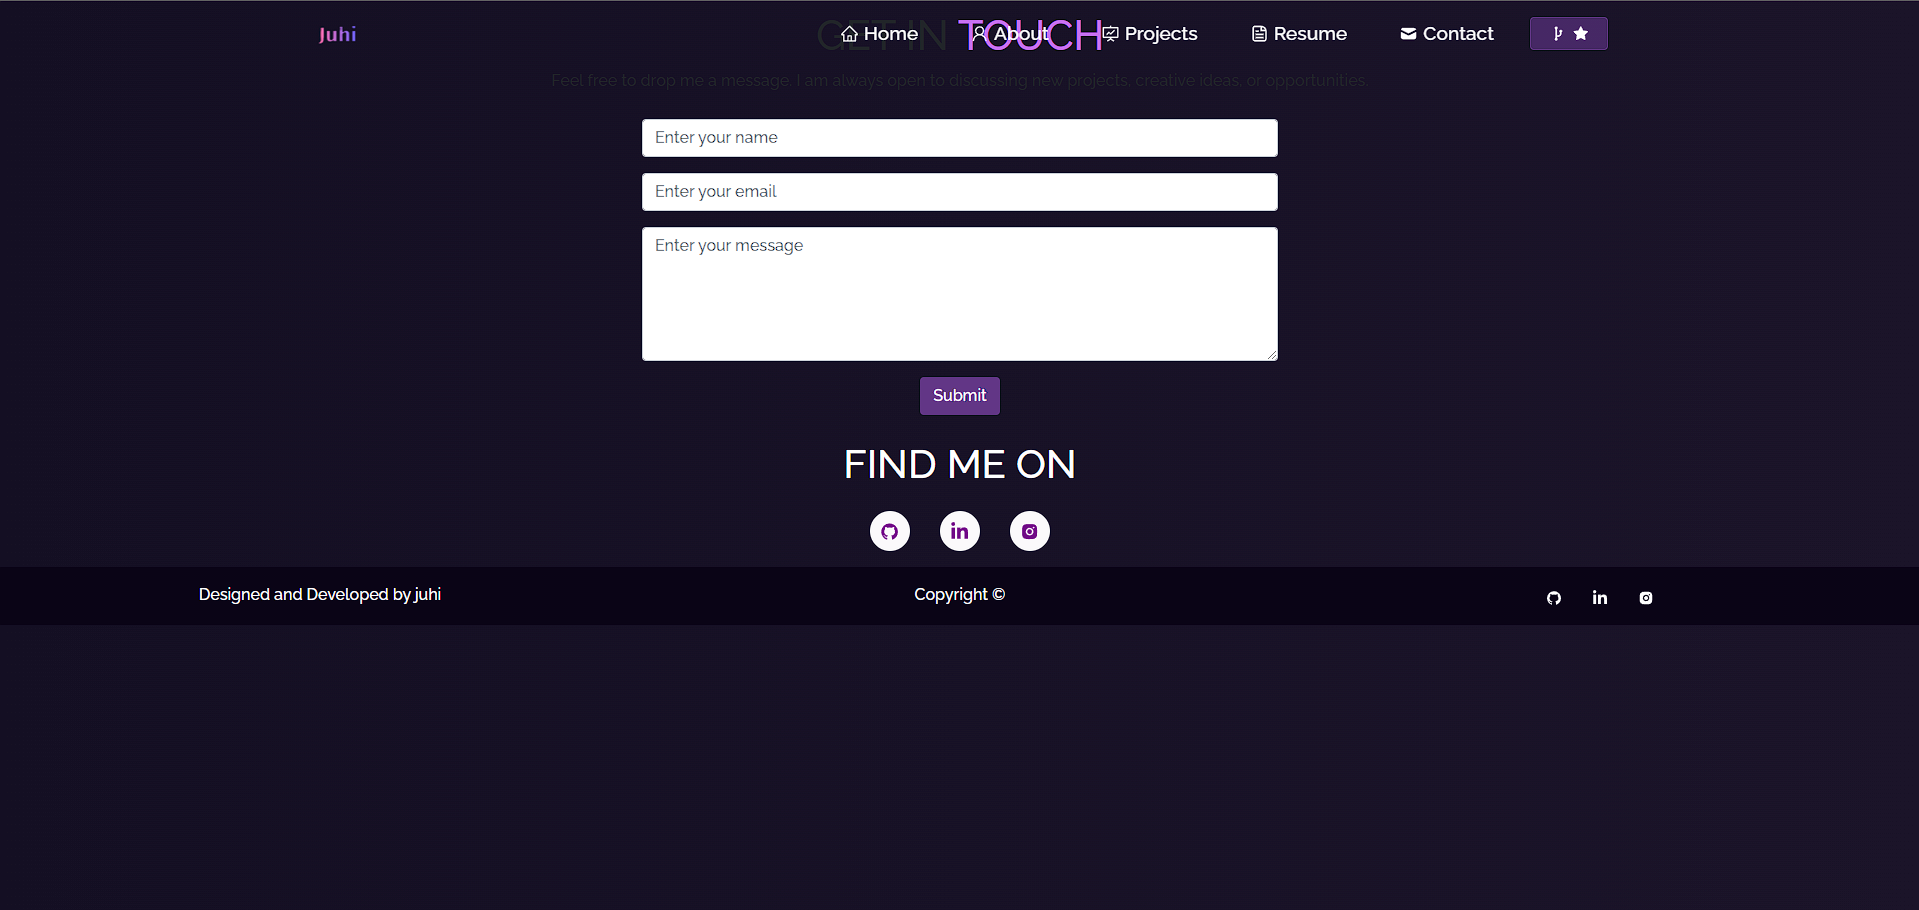 Juhi
Home
About
Projects
Resume
Contact
GET IN TOUCH
Feel free to drop me a message. I am always open to discussing new projects, creative ideas, or opportunities.
Enter your name
Enter your email
Enter your message
Submit
FIND ME ON
in
Designed and Developed by juhi
Copyright ©
in